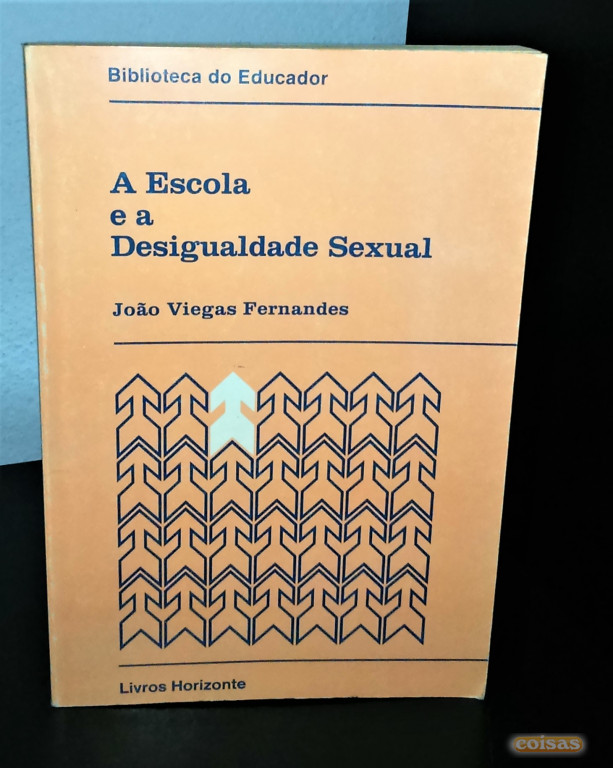 Biblioteca do Educador
A Escola
e a
Desigualdade Sexual
João Viegas Fernandes
Livros Horizonte
coisas